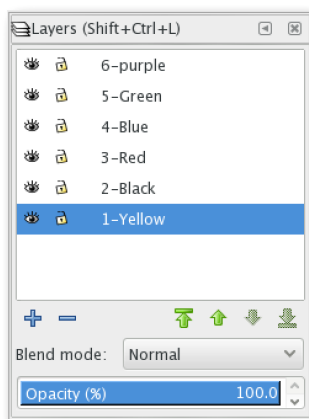 Layers (Shift+Ctrl+L)
6-purple
5-Green
4-Blue
3-Red
2-Black
1-Yellow
Blend mode: Normal
Opacity (%) 100.0